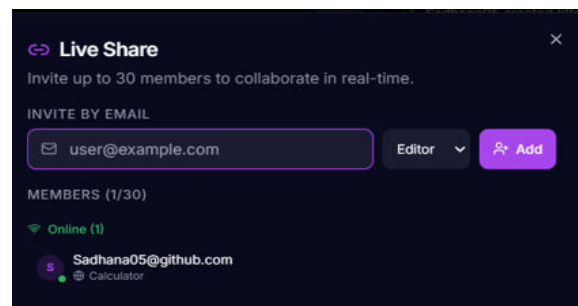 Live Share
Invite up to 30 members to collaborate in real-time.
INVITE BY EMAIL
user@example.com
Editor
Add
MEMBERS (1/30)
Online (1)
S
Sadhana05@github.com
Calculator